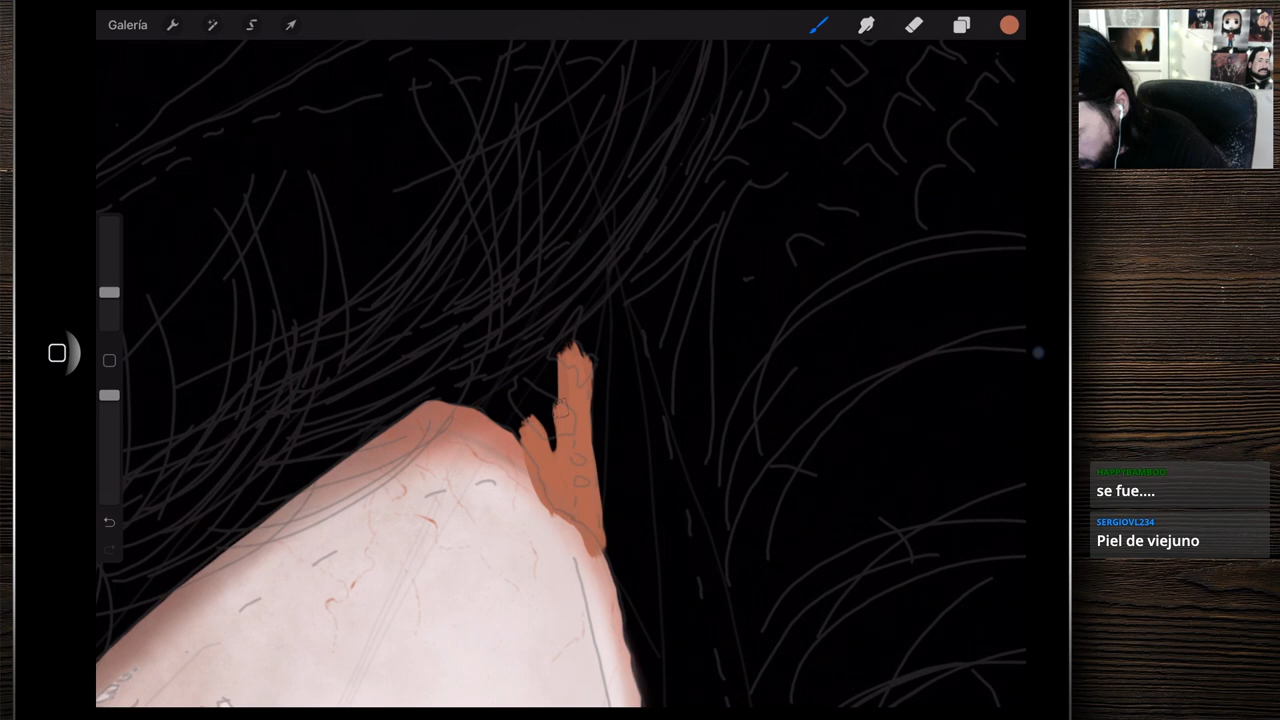 Galería
HAPPYBAMBOO
se fue....
SERGIOVL234
Piel de viejuno